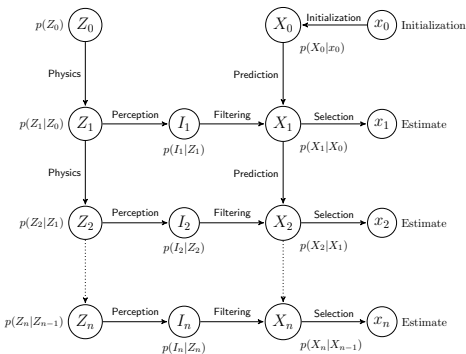 p(Z_0) Z_0 X_0 Initialization x_0 Initialization
p(X_0|x_0)
Physics Prediction
p(Z_1|Z_0) Z_1 Perception I_1 Filtering X_1 Selection x_1 Estimate
p(I_1|Z_1) p(X_1|X_0)
Physics Prediction
p(Z_2|Z_1) Z_2 Perception I_2 Filtering X_2 Selection x_2 Estimate
p(I_2|Z_2) p(X_2|X_1)
p(Z_n|Z_{n-1}) Z_n Perception I_n Filtering X_n Selection x_n Estimate
p(I_n|Z_n) p(X_n|X_{n-1})